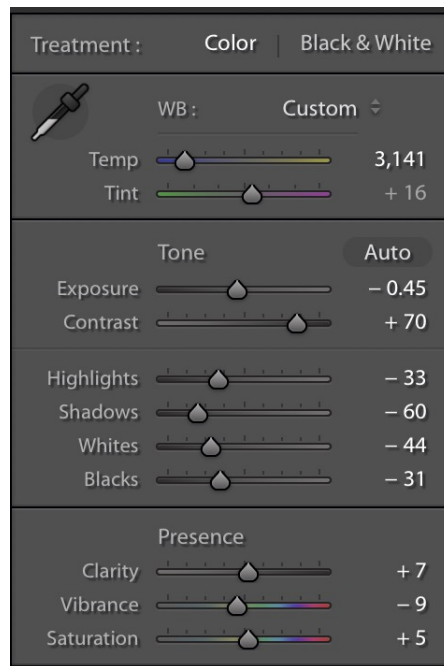 Treatment : Color | Black & White
WB : Custom
Temp 3,141
Tint + 16
Tone Auto
Exposure – 0.45
Contrast + 70
Highlights – 33
Shadows – 60
Whites – 44
Blacks – 31
Presence
Clarity + 7
Vibrance – 9
Saturation + 5